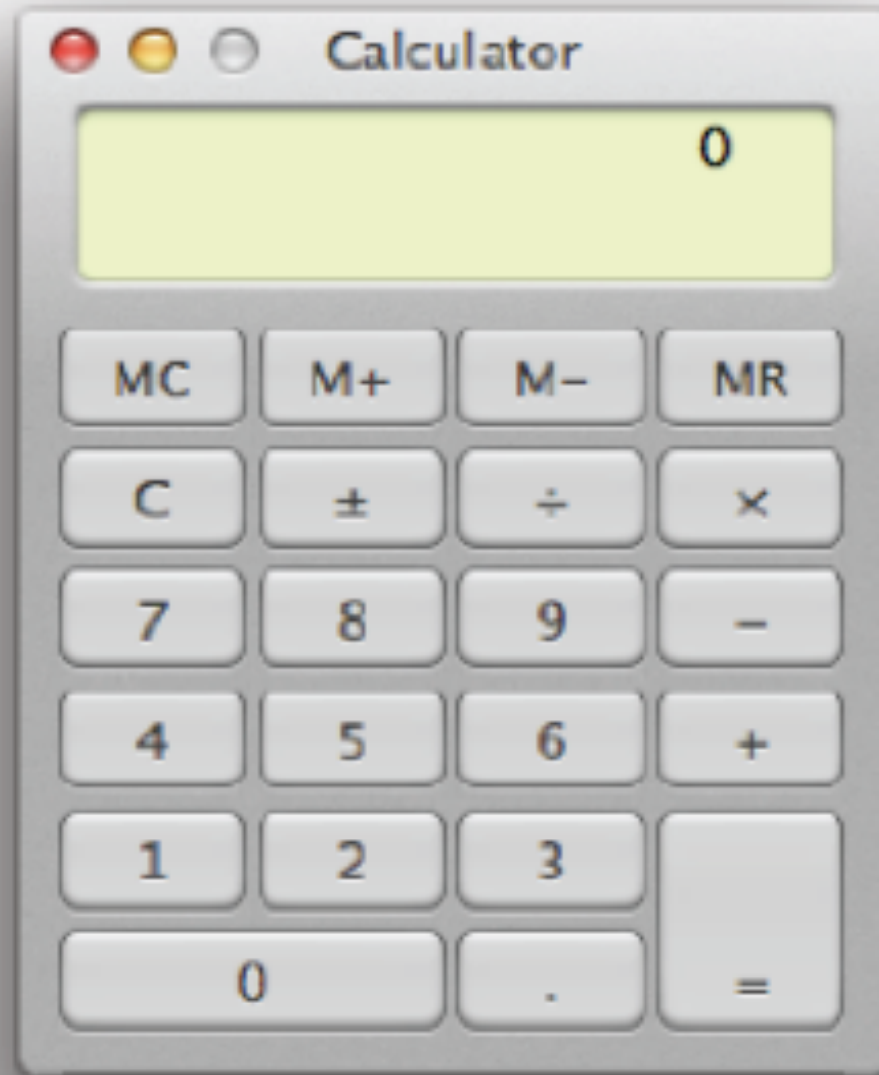 Calculator
0
MC M+ M− MR
C ± ÷ ×
7 8 9 −
4 5 6 +
1 2 3
0 . =